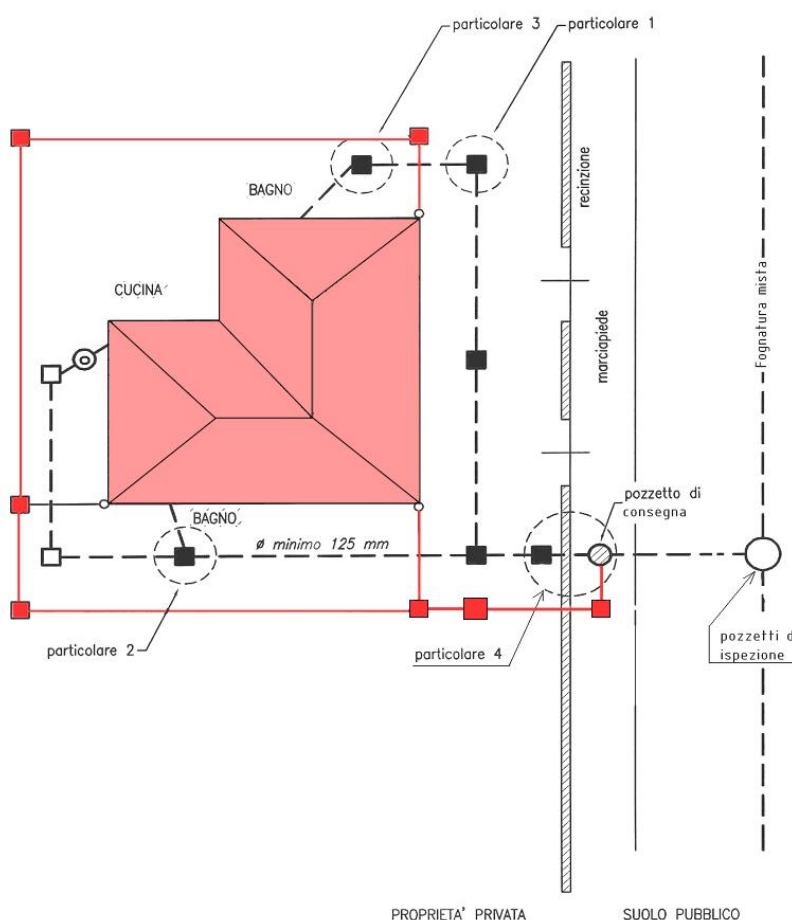 particolare 3
particolare 1
BAGNO
recinzione
CUCINA
Fognatura mista
marciapiede
pozzetto di
consegna
BAGNO
ø minimo 125 mm
particolare 2
particolare 4
pozzetti d
ispezione
PROPRIETA' PRIVATA
SUOLO PUBBLICO